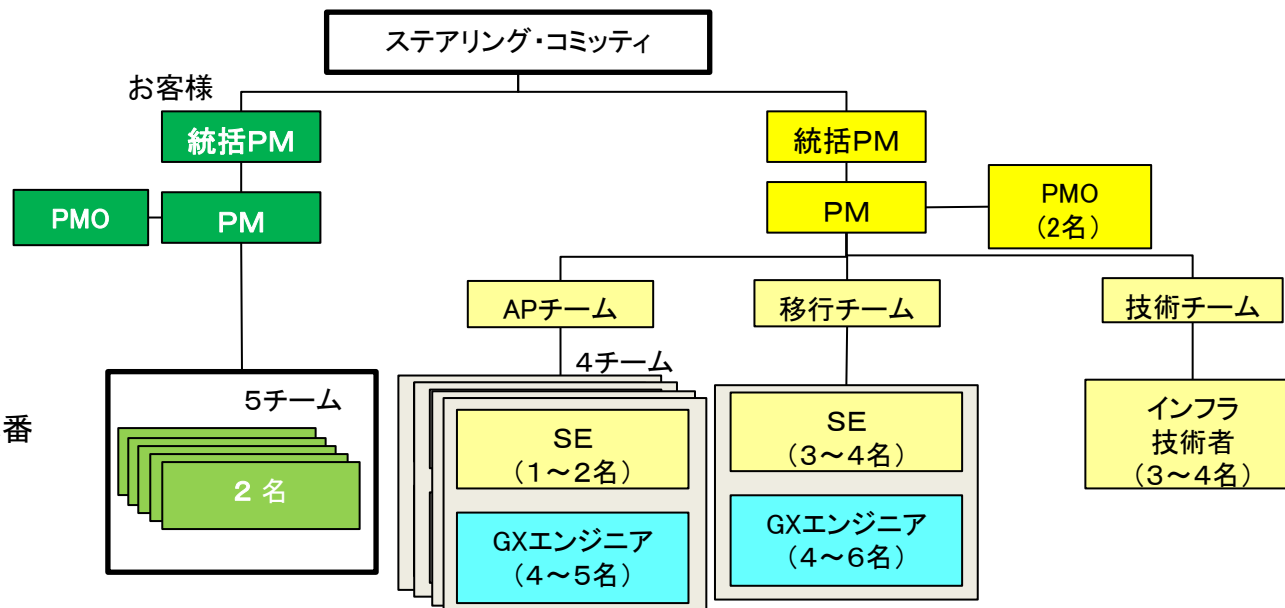 ステアリング・コミッティ
お客様
統括PM
統括PM
PMO
PM
PM
PMO
(2名)
APチーム
移行チーム
技術チーム
4チーム
5チーム
番
2 名
SE
(1~2名)
GXエンジニア
(4~5名)
SE
(3~4名)
GXエンジニア
(4~6名)
インフラ
技術者
(3~4名)